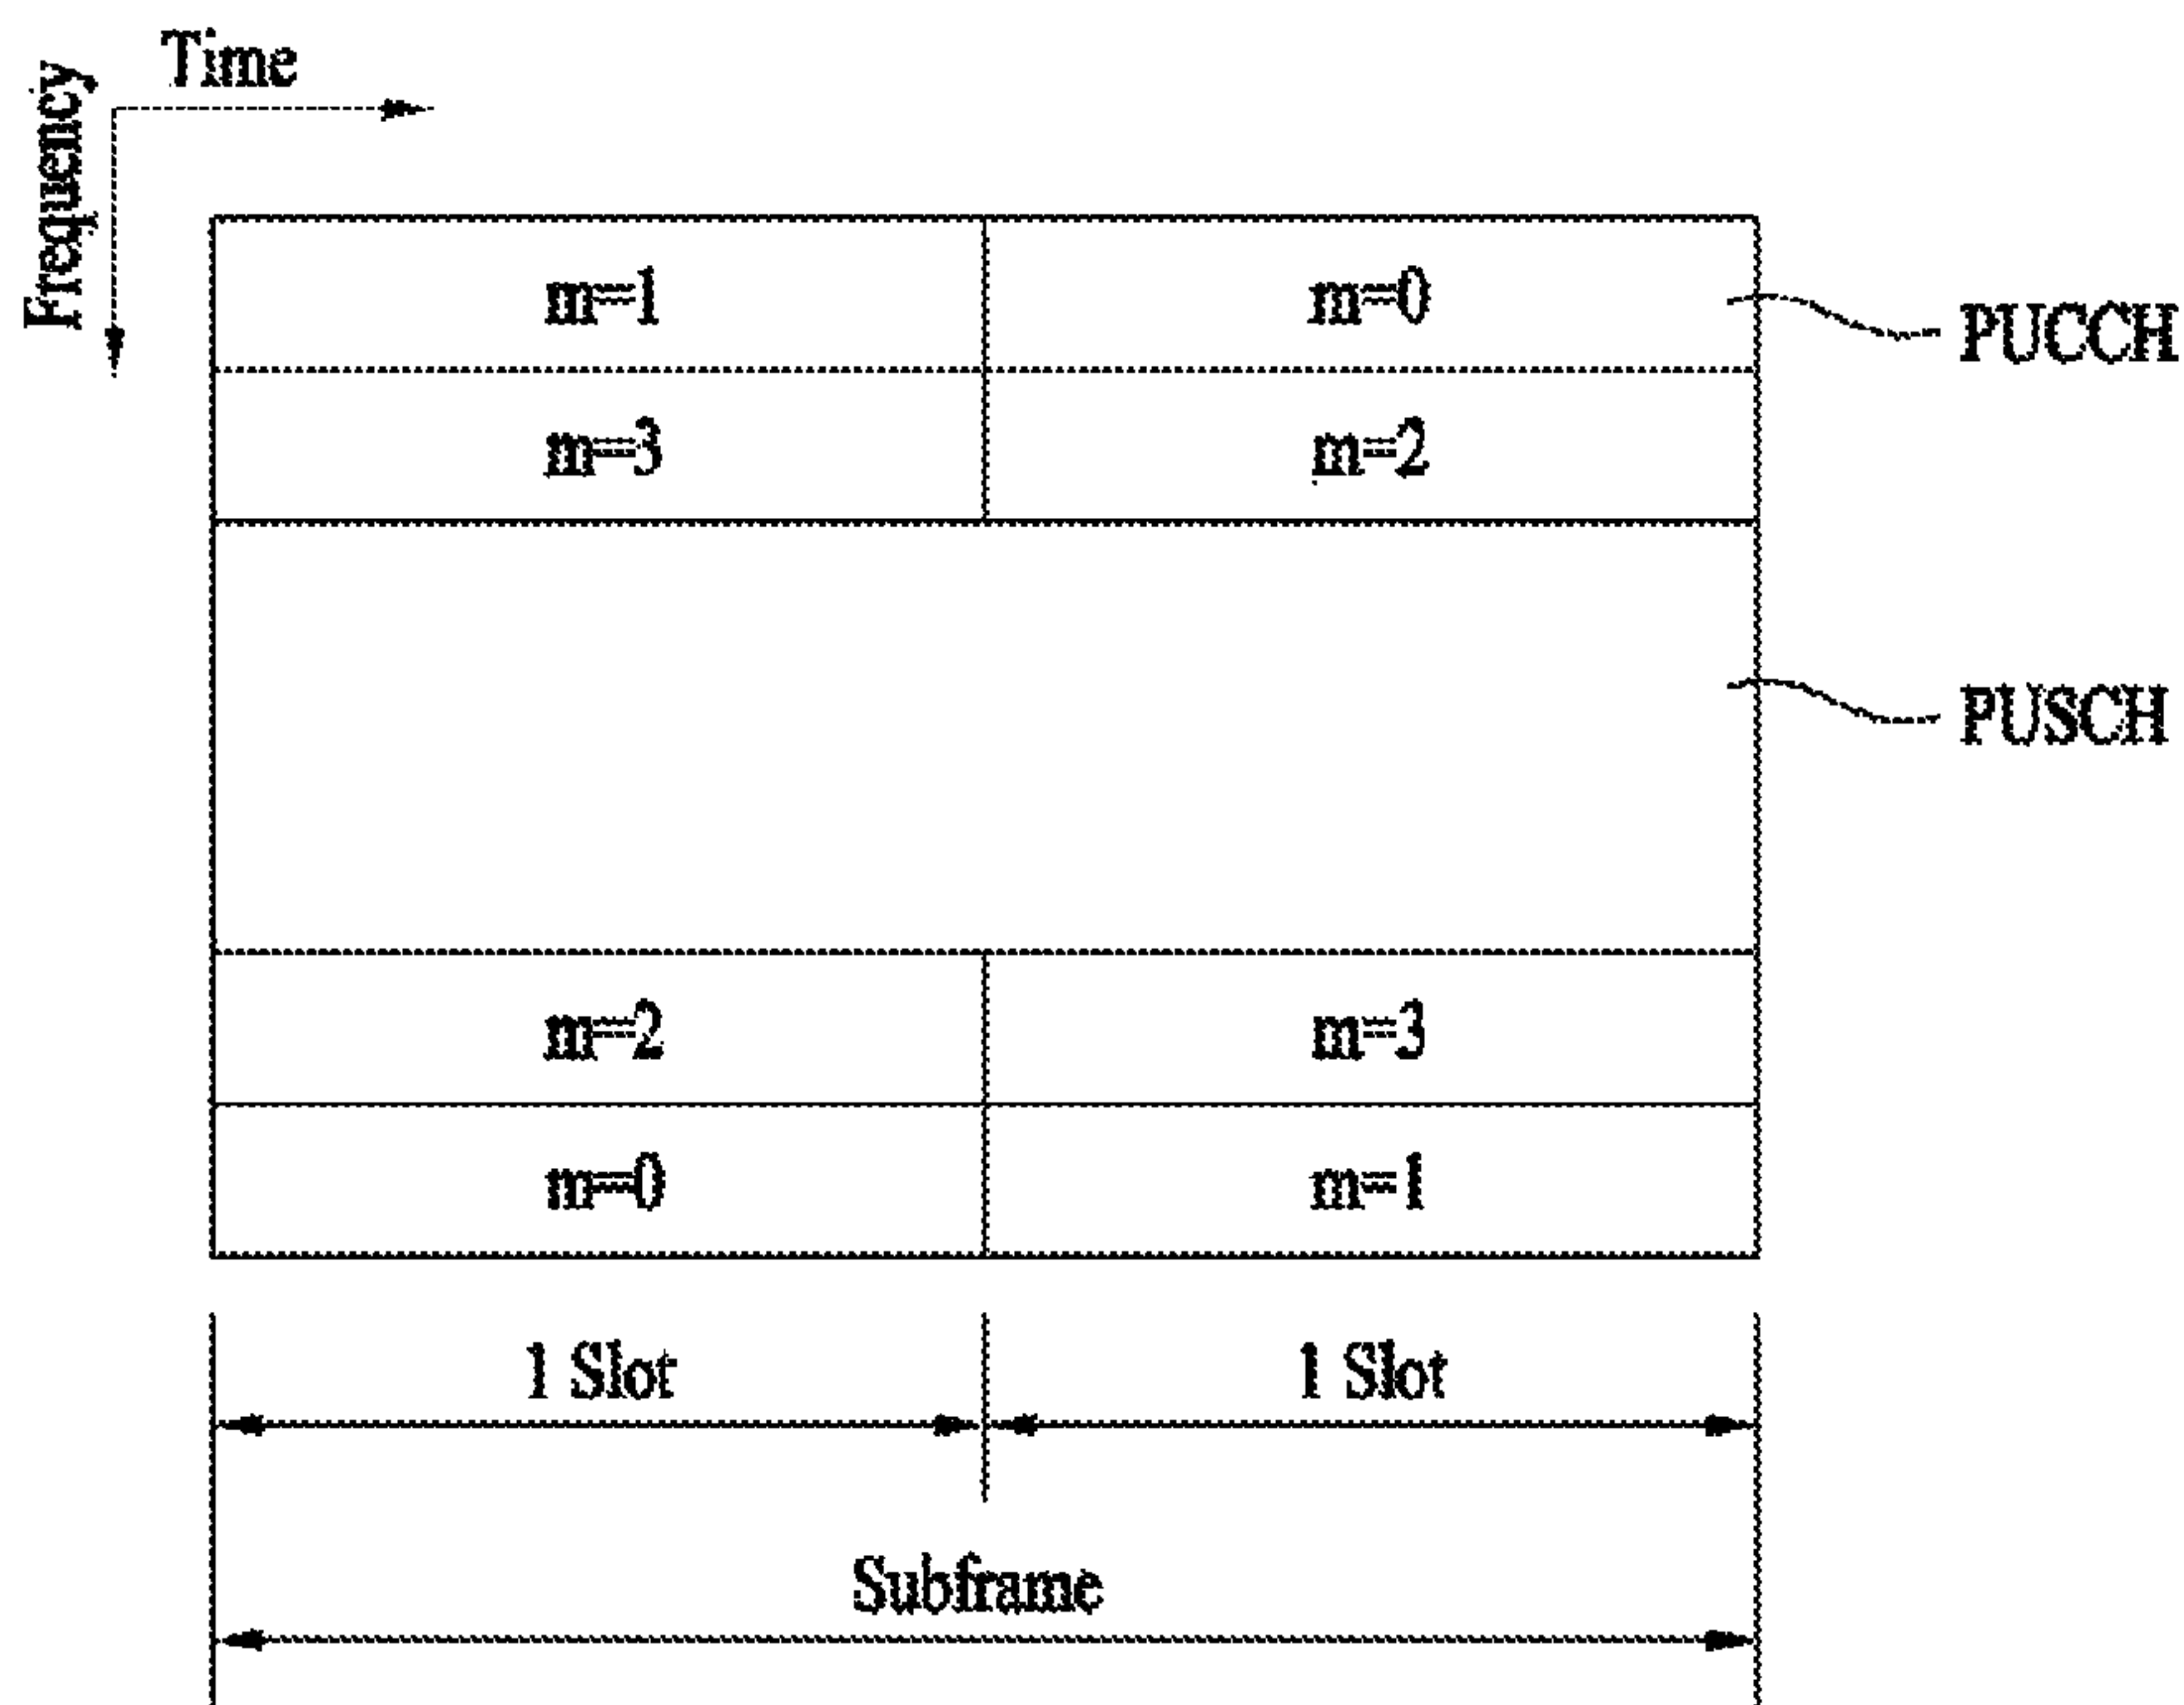 Time
Frequency
m=1 m=0
PUCCH
m=3 m=2
PUSCH
m=2 m=3
m=0 m=1
1 Slot 1 Slot
Subframe